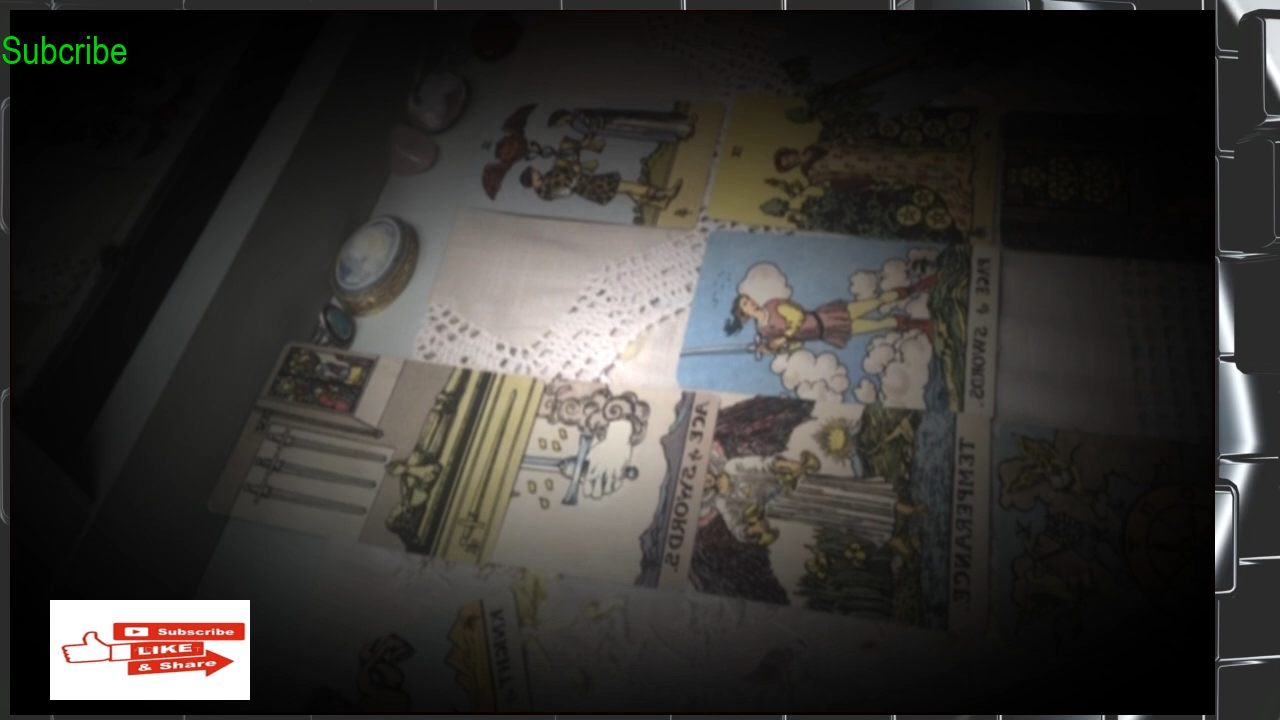 Subcribe
PAGE of SWORDS.
ACE of SWORDS.
TEMPERANCE
Subscribe
LIKE
& Share